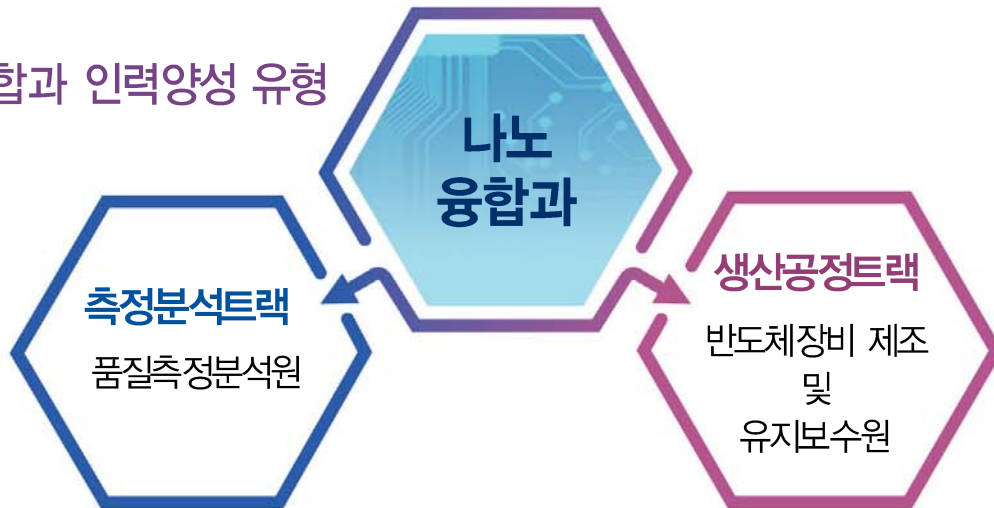 합과 인력양성 유형
나노
융합과
측정분석트랙
품질측정분석원
생산공정트랙
반도체장비 제조
및
유지보수원